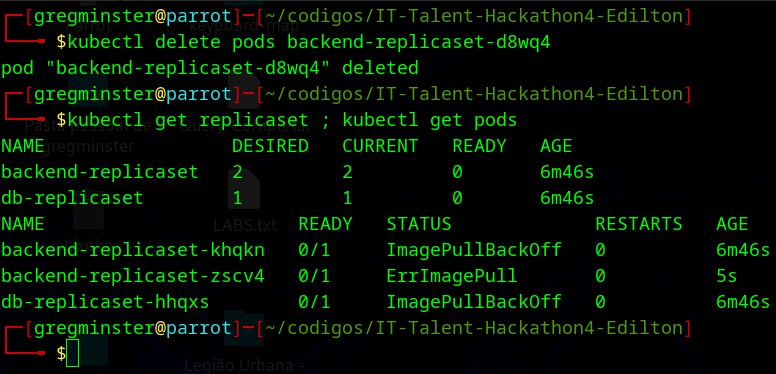 ┌─[gregminster@parrot]─[~/codigos/IT-Talent-Hackathon4-Edilton]
└──╼ $kubectl delete pods backend-replicaset-d8wq4
pod "backend-replicaset-d8wq4" deleted
┌─[gregminster@parrot]─[~/codigos/IT-Talent-Hackathon4-Edilton]
└──╼ $kubectl get replicaset ; kubectl get pods
gregminster
NAME DESIRED CURRENT READY AGE
backend-replicaset 2 2 0 6m46s
db-replicaset 1 1 0 6m46s
LABS.txt
NAME READY STATUS RESTARTS AGE
backend-replicaset-khqkn 0/1 ImagePullBackOff 0 6m46s
backend-replicaset-zscv4 0/1 ErrImagePull 0 5s
db-replicaset-hhqxs 0/1 ImagePullBackOff 0 6m46s
┌─[gregminster@parrot]─[~/codigos/IT-Talent-Hackathon4-Edilton]
└──╼ $
Legião Urbana -